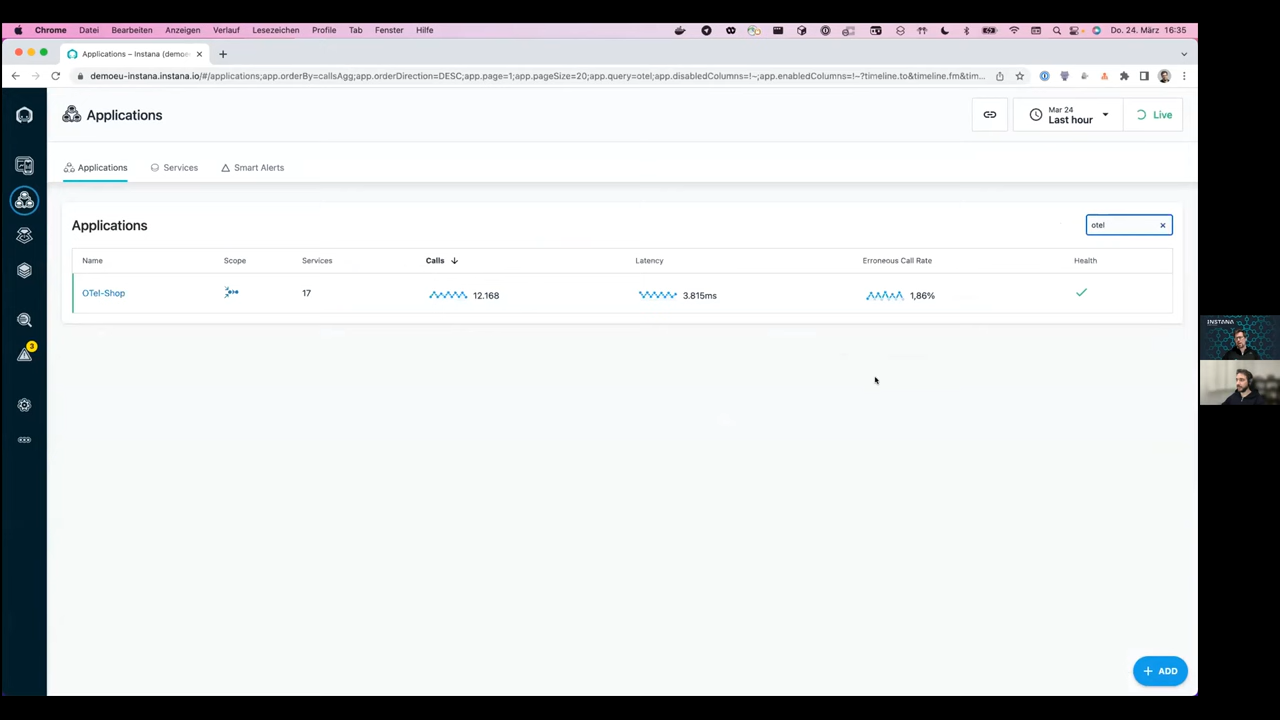 Chrome Datei Bearbeiten Anzeigen Verlauf Lesezeichen Profile Tab Fenster Hilfe Do. 24. März 16:35
Applications – Instana (demoeu-
demoeu-instana.instana.io/#/applications;app.orderBy=callsAgg;app.orderDirection=DESC;app.page=1;app.pageSize=20;app.query=otel;app.disabledColumns=!~;app.enabledColumns=!~?timeline.to&timeline.fm&tim...
Applications
Mar 24
Last hour
Live
Applications Services Smart Alerts
Applications
otel
Name Scope Services Calls Latency Erroneous Call Rate Health
OTel-Shop 17 12.168 3.815ms 1,86%
INSTANA
3
ADD